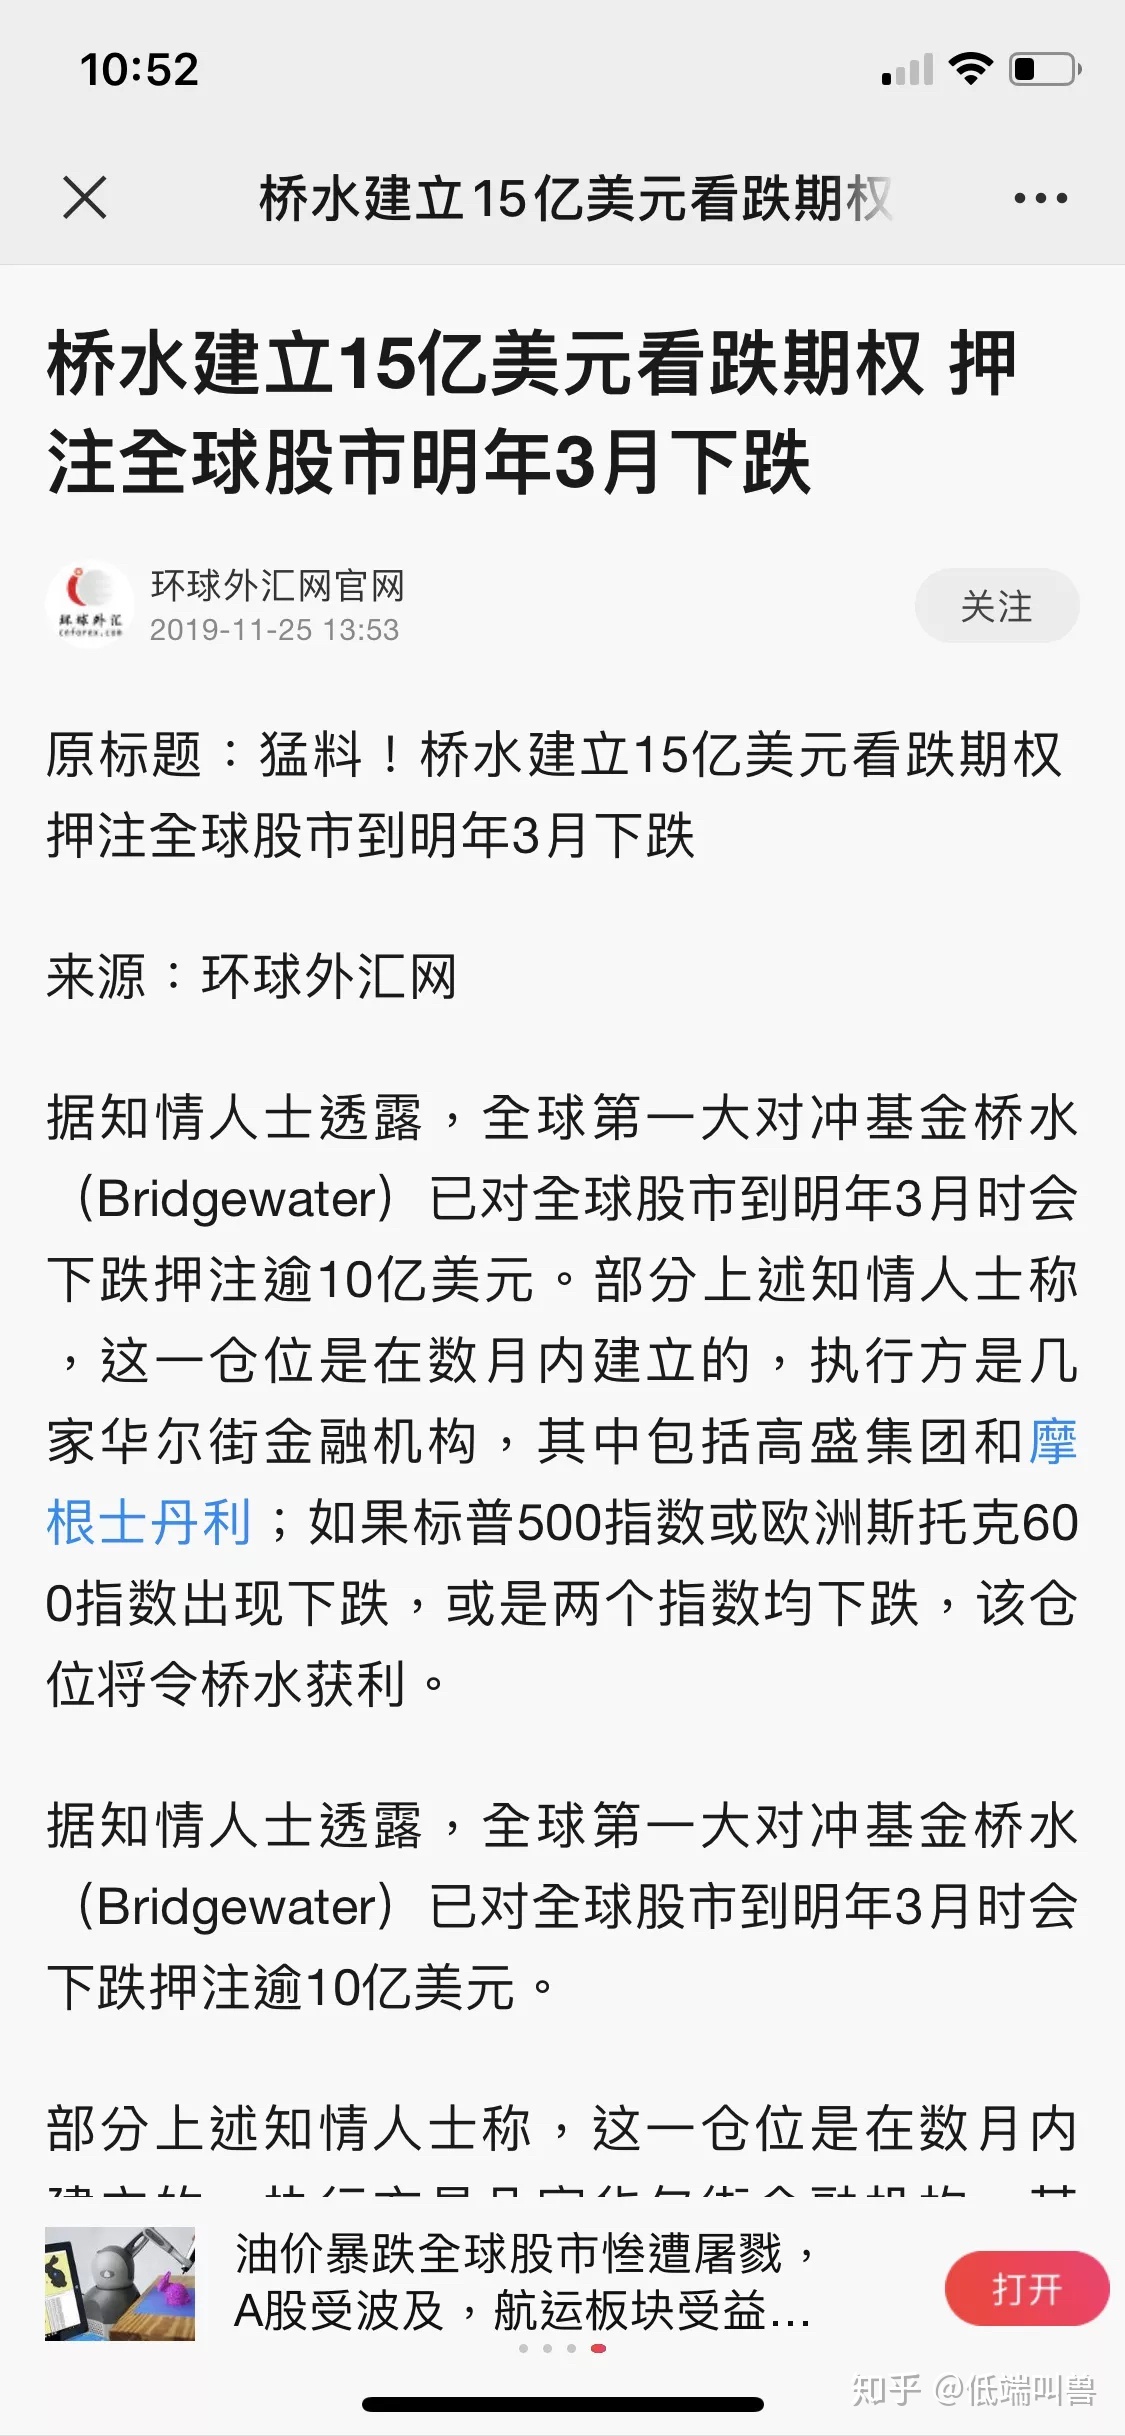 10:52
桥水建立15亿美元看跌期权
桥水建立15亿美元看跌期权 押
注全球股市明年3月下跌
环球外汇网官网
2019-11-25 13:53
关注
环球外汇
cnforex.com
原标题：猛料！桥水建立15亿美元看跌期权
押注全球股市到明年3月下跌
来源：环球外汇网
据知情人士透露，全球第一大对冲基金桥水
（Bridgewater）已对全球股市到明年3月时会
下跌押注逾10亿美元。部分上述知情人士称
，这一仓位是在数月内建立的，执行方是几
家华尔街金融机构，其中包括高盛集团和摩
根士丹利；如果标普500指数或欧洲斯托克60
0指数出现下跌，或是两个指数均下跌，该仓
位将令桥水获利。
据知情人士透露，全球第一大对冲基金桥水
（Bridgewater）已对全球股市到明年3月时会
下跌押注逾10亿美元。
部分上述知情人士称，这一仓位是在数月内
油价暴跌全球股市惨遭屠戮，
A股受波及，航运板块受益...
打开
知乎 @低端叫兽